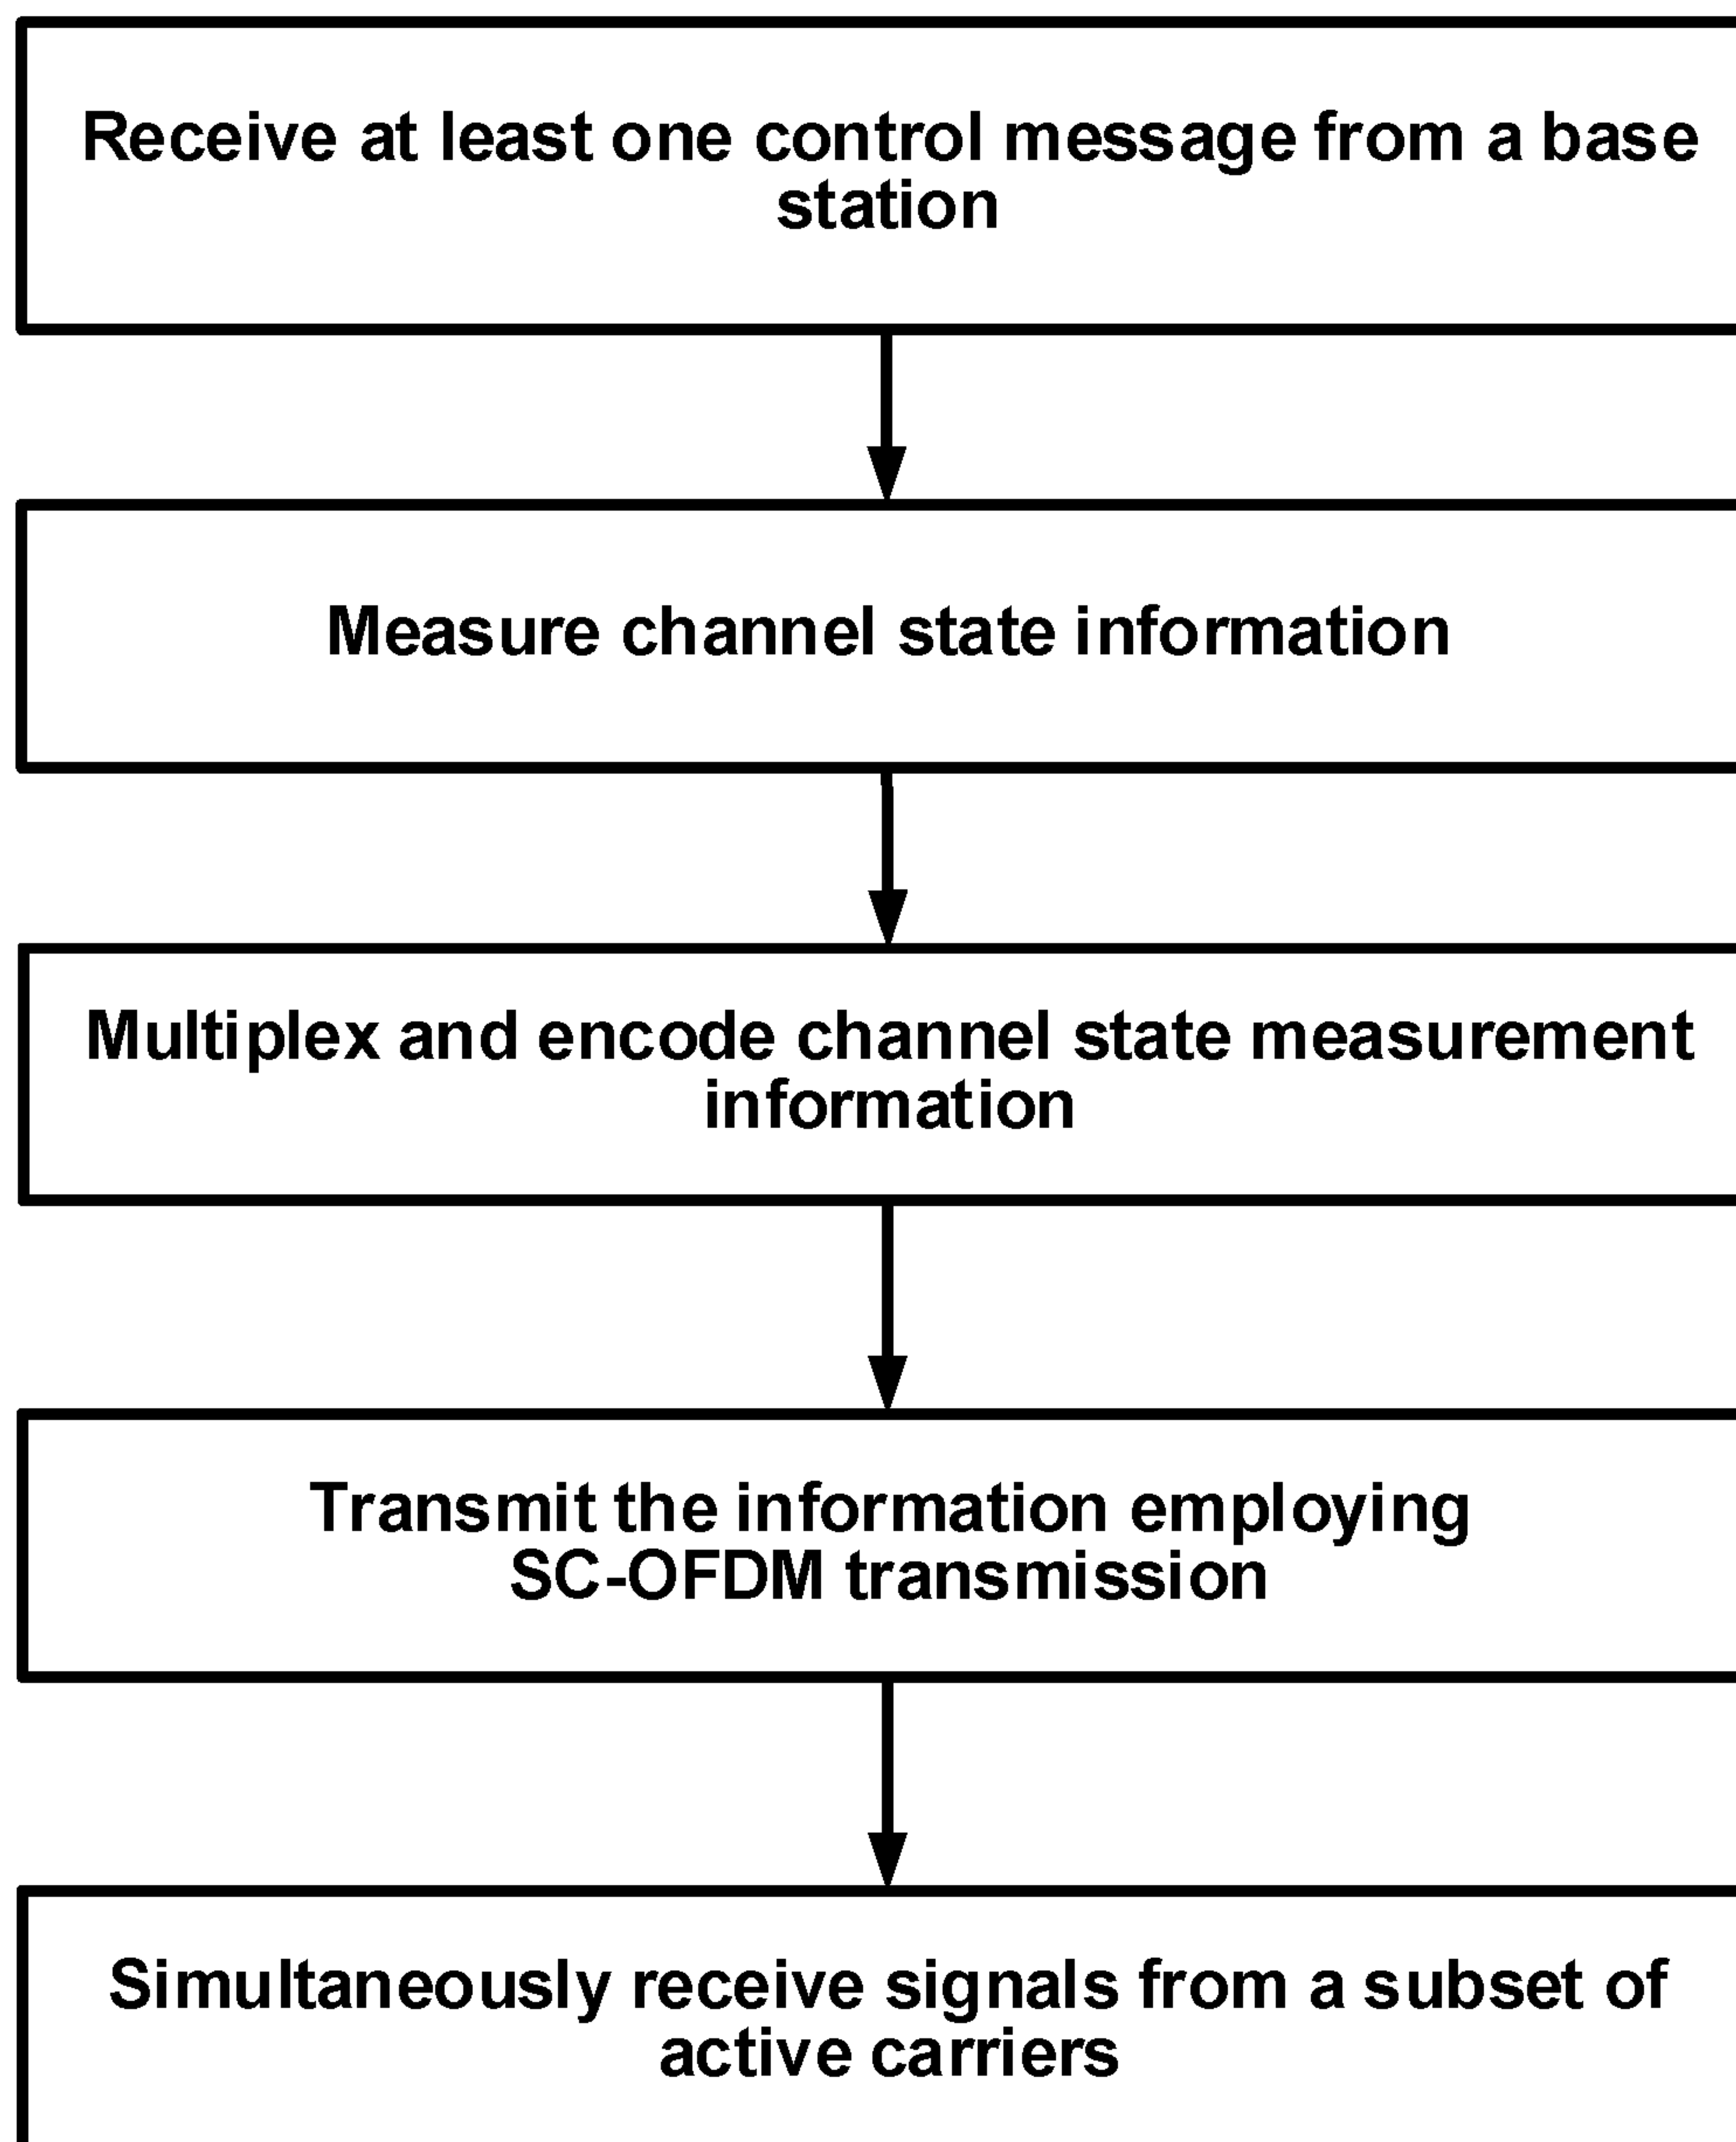 Receive at least one control message from a base
station
Measure channel state information
Multiplex and encode channel state measurement
information
Transmit the information employing
SC-OFDM transmission
Simultaneously receive signals from a subset of
active carriers